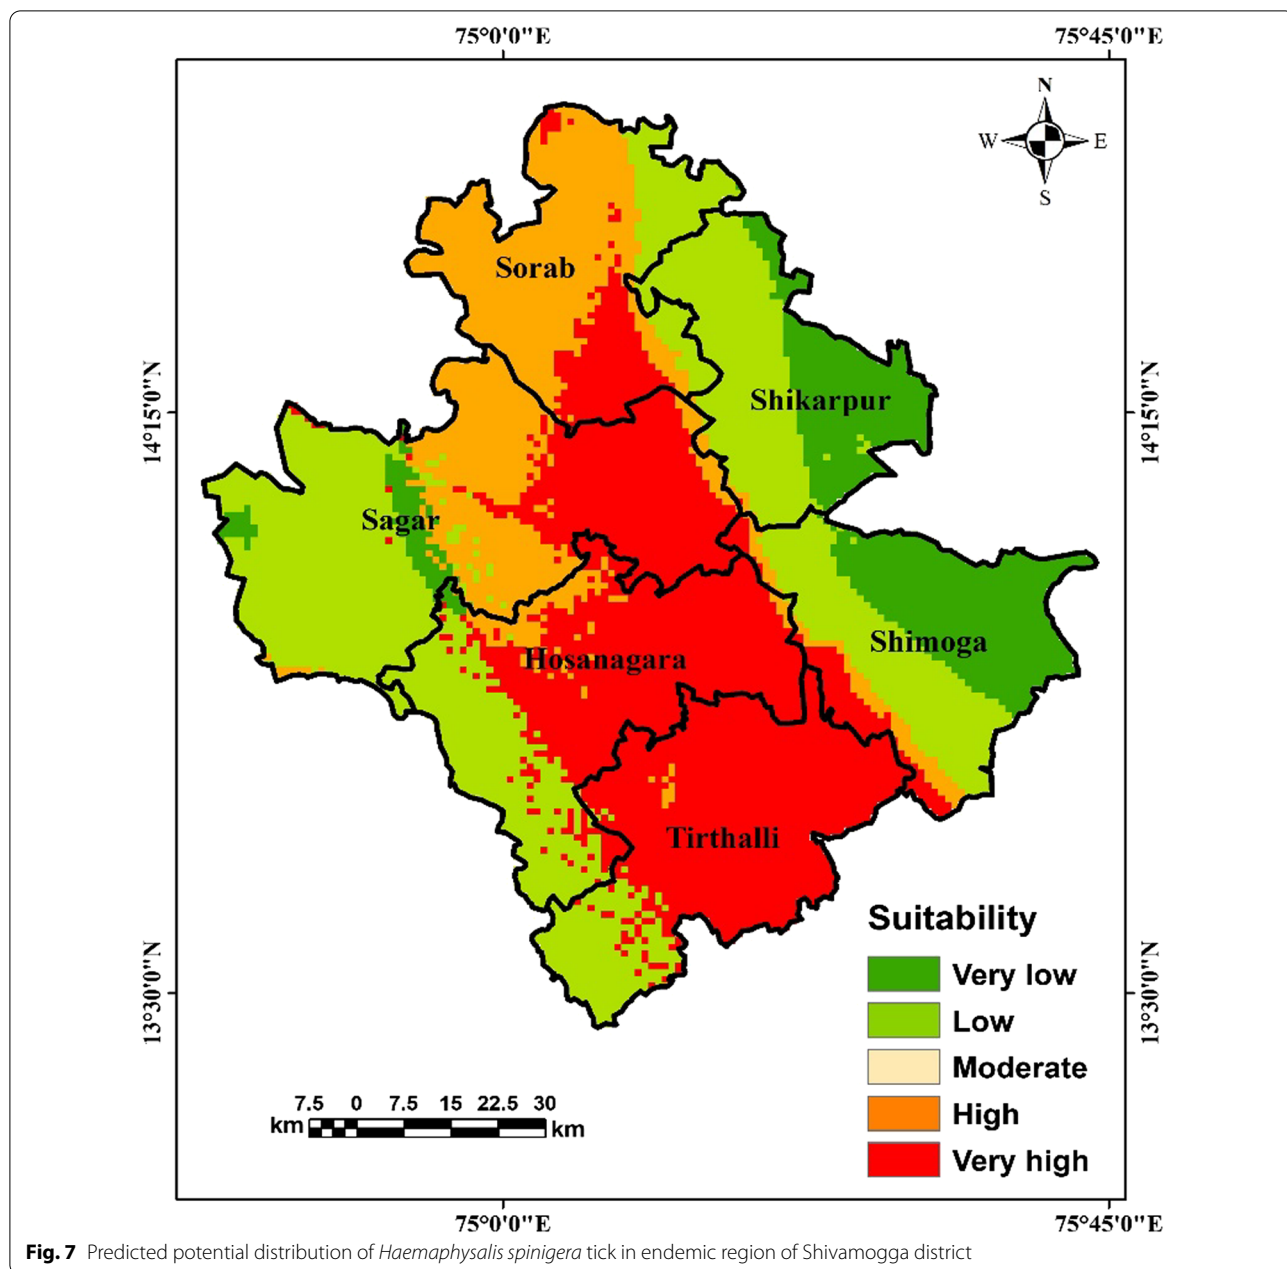 75°0'0"E 75°45'0"E
N
W E
S
Sorab
14°15'0"N 14°15'0"N
Shikarpur
Sagar
Shimoga
Hosanagara
Tirthalli
Suitability
Very low
Low
Moderate
High
Very high
13°30'0"N 13°30'0"N
7.5 0 7.5 15 22.5 30
km km
75°0'0"E 75°45'0"E
Fig. 7 Predicted potential distribution of Haemaphysalis spinigera tick in endemic region of Shivamogga district